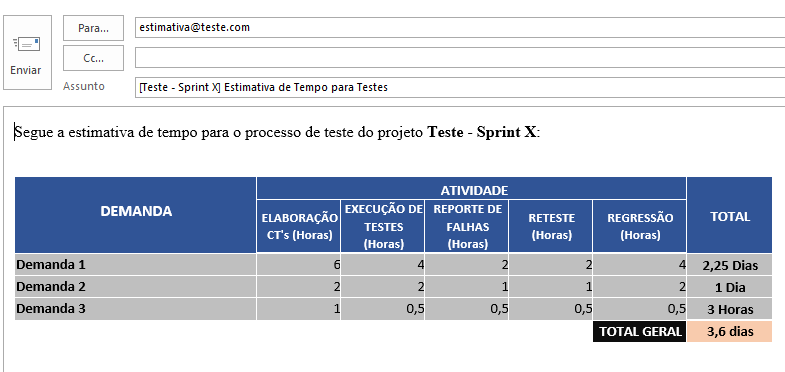 Para...
estimativa@teste.com
Cc...
Enviar
Assunto
[Teste - Sprint X] Estimativa de Tempo para Testes
Segue a estimativa de tempo para o processo de teste do projeto Teste - Sprint X:
DEMANDA
ATIVIDADE
TOTAL
ELABORAÇÃO
CT's (Horas)
EXECUÇÃO DE
TESTES
(Horas)
REPORTE DE
FALHAS
(Horas)
RETESTE
(Horas)
REGRESSÃO
(Horas)
Demanda 1 6 4 2 2 4 2,25 Dias
Demanda 2 2 2 1 1 2 1 Dia
Demanda 3 1 0,5 0,5 0,5 0,5 3 Horas
TOTAL GERAL 3,6 dias